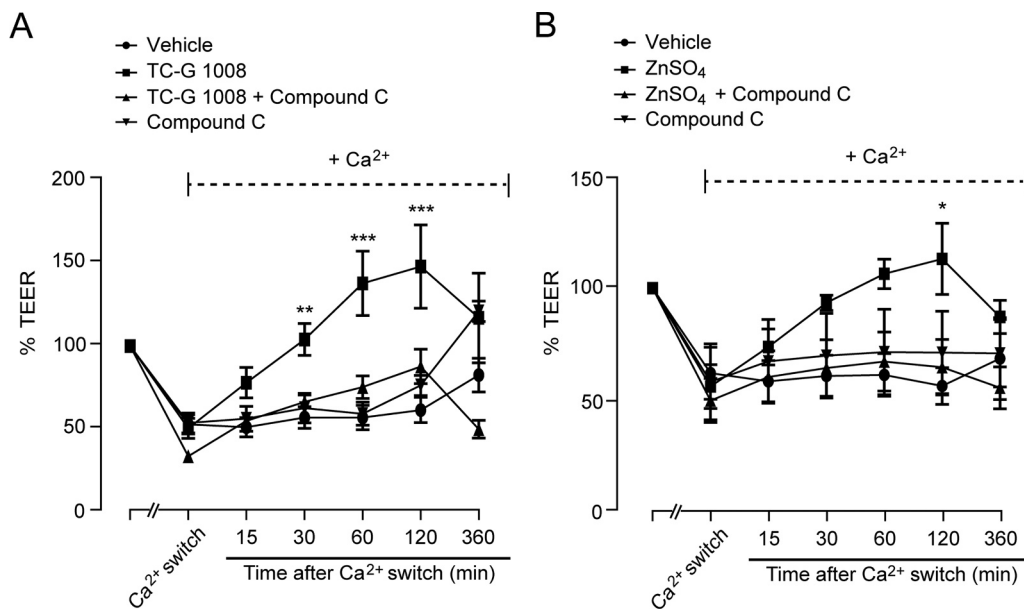 A
Vehicle
TC-G 1008
TC-G 1008 + Compound C
Compound C
+ Ca²⁺
200
150
100
50
0
% TEER
**
***
***
Ca²⁺ switch
15 30 60 120 360
Time after Ca²⁺ switch (min)
B
Vehicle
ZnSO₄
ZnSO₄ + Compound C
Compound C
+ Ca²⁺
150
100
50
0
% TEER
*
Ca²⁺ switch
15 30 60 120 360
Time after Ca²⁺ switch (min)